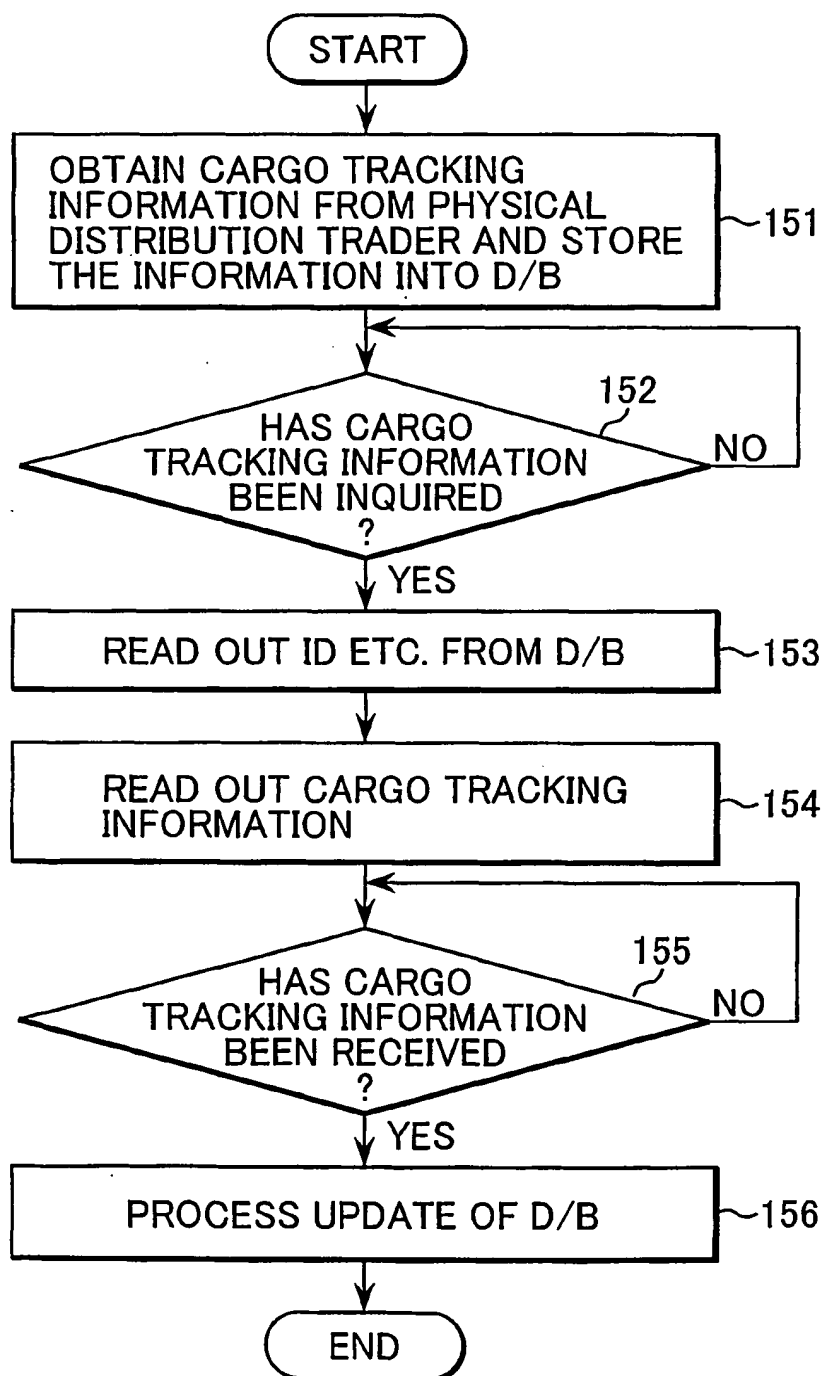 START
OBTAIN CARGO TRACKING
INFORMATION FROM PHYSICAL
DISTRIBUTION TRADER AND STORE
THE INFORMATION INTO D/B
151
152
HAS CARGO
TRACKING INFORMATION
BEEN INQUIRED
?
NO
YES
READ OUT ID ETC. FROM D/B
153
READ OUT CARGO TRACKING
INFORMATION
154
155
HAS CARGO
TRACKING INFORMATION
BEEN RECEIVED
?
NO
YES
PROCESS UPDATE OF D/B
156
END